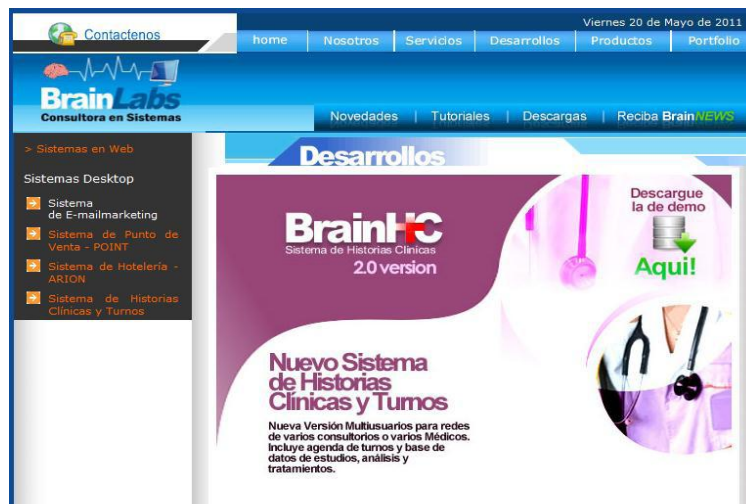 Viernes 20 de Mayo de 2011
Contactenos
home Nosotros Servicios Desarrollos Productos Portfolio
BrainLabs
Consultora en Sistemas
Novedades | Tutoriales | Descargas | Reciba BrainNEWS
> Sistemas en Web
Sistemas Desktop
Sistema
de E-mailmarketing
Sistema de Punto de
Venta - POINT
Sistema de Hotelería -
ARION
Sistema de Historias
Clínicas y Turnos
Desarrollos
BrainHC
Sistema de Historias Clínicas
2.0 version
Descargue
la de demo
Aqui!
Nuevo Sistema
de Historias
Clínicas y Turnos
Nueva Versión Multiusuarios para redes
de varios consultorios o varios Médicos.
Incluye agenda de turnos y base de
datos de estudios, análisis y
tratamientos.